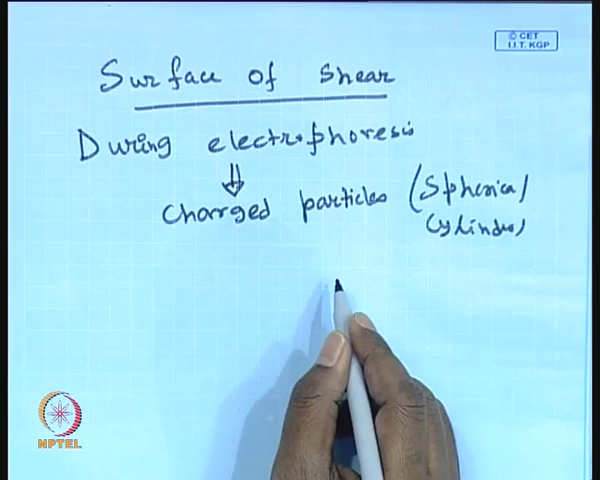 © CET
I.I.T. KGP
Surface of shear
During electrophoresis
⇓
Charged particles (Spherical/
Cylinder)
NPTEL